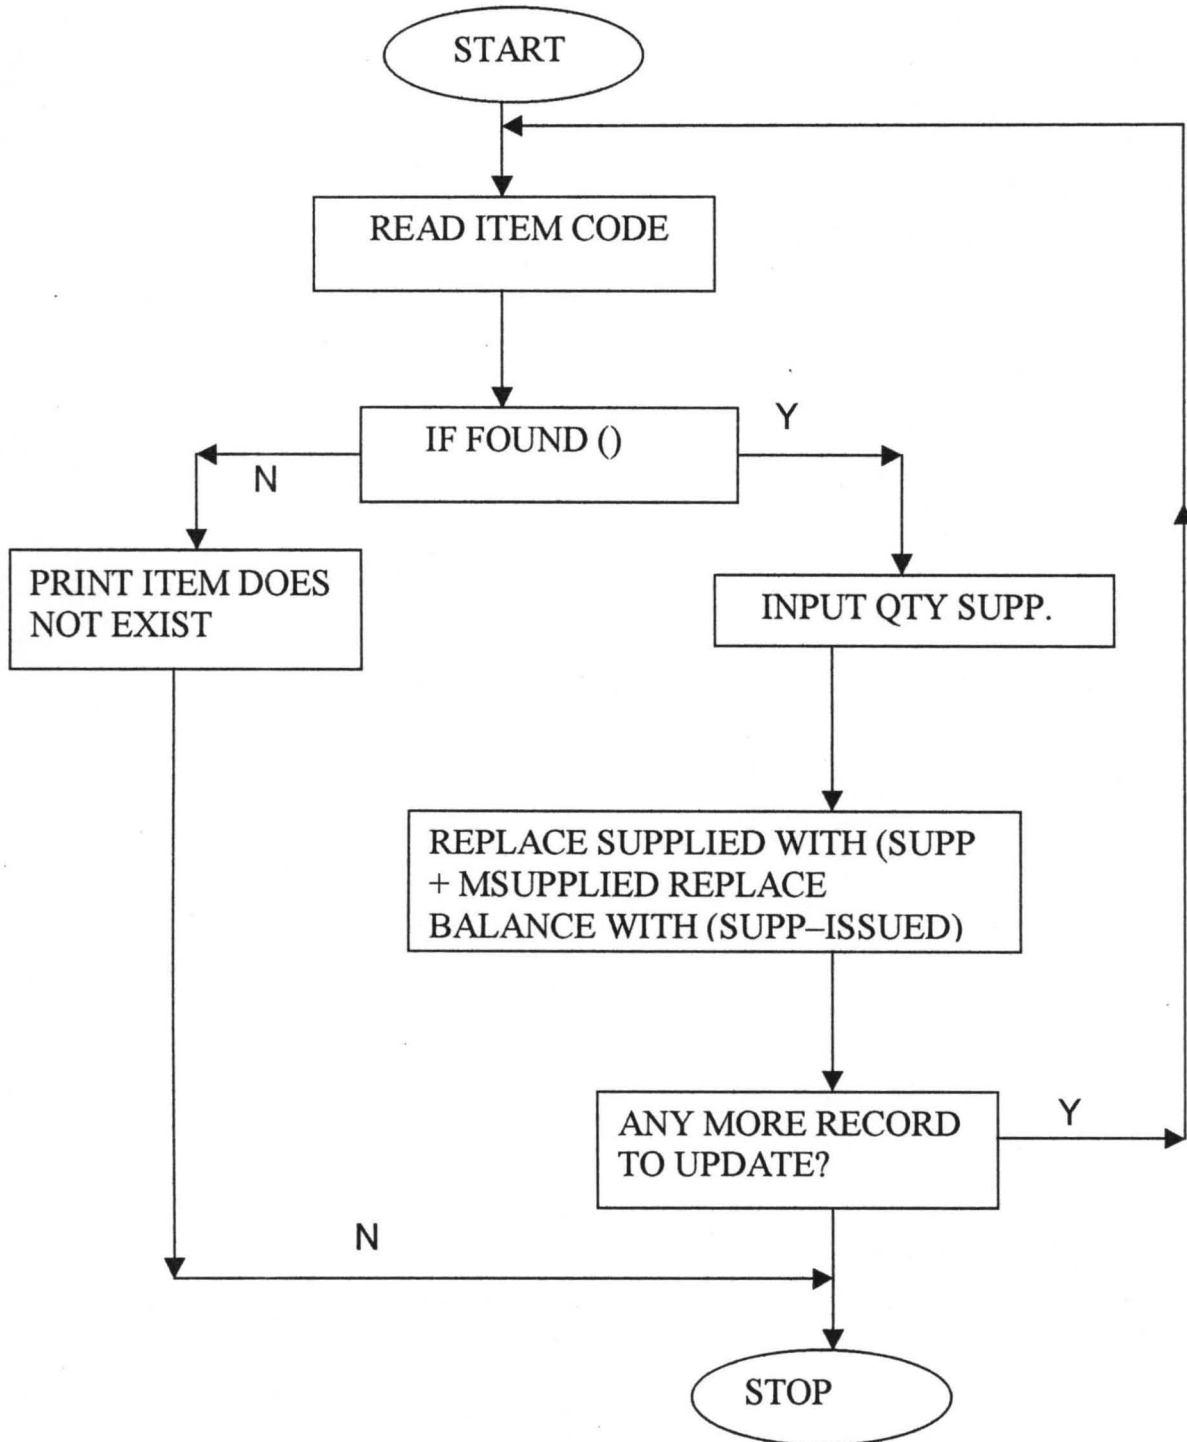 START
READ ITEM CODE
IF FOUND ()
Y
N
PRINT ITEM DOES
NOT EXIST
INPUT QTY SUPP.
REPLACE SUPPLIED WITH (SUPP
+ MSUPPLIED REPLACE
BALANCE WITH (SUPP–ISSUED)
ANY MORE RECORD
TO UPDATE?
Y
N
STOP